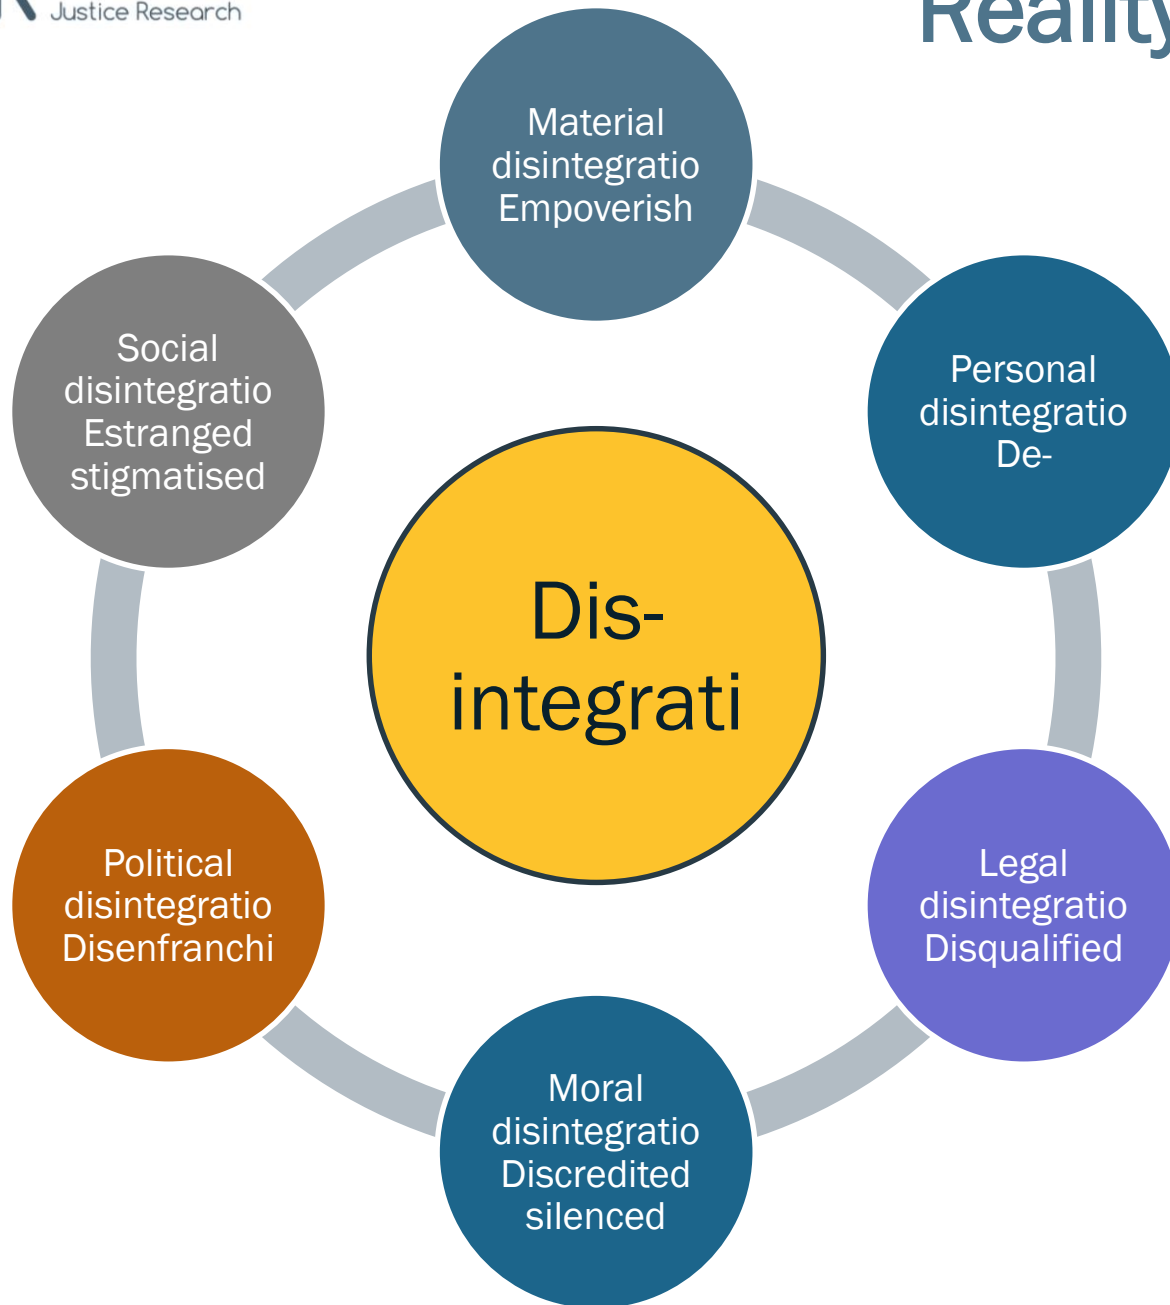 Justice Research
Reality
Material
disintegratio
Empoverish
Personal
disintegratio
De-
Legal
disintegratio
Disqualified
Moral
disintegratio
Discredited
silenced
Political
disintegratio
Disenfranchi
Social
disintegratio
Estranged
stigmatised
Dis-
integrati